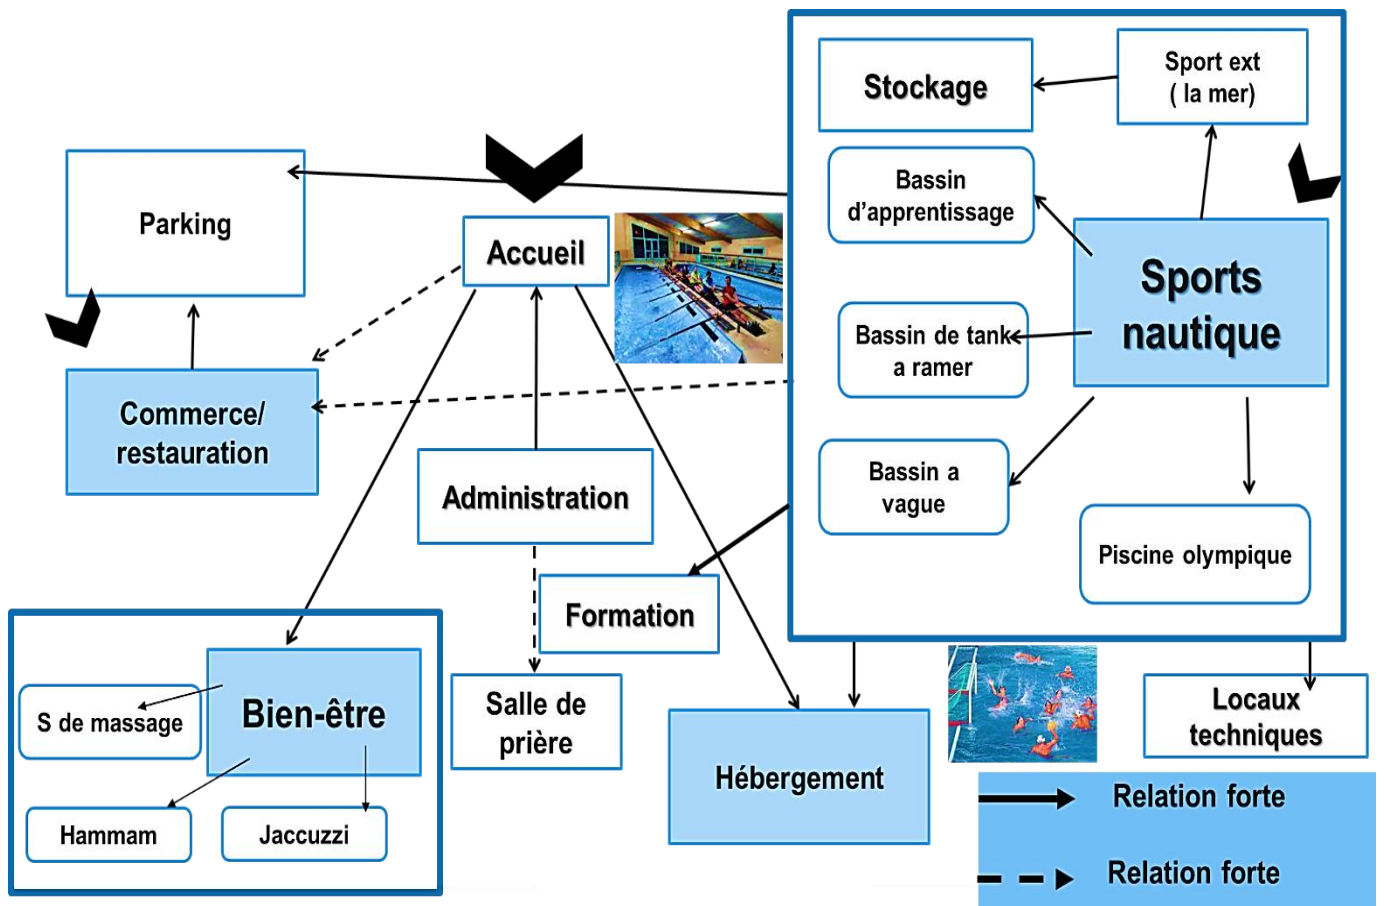 Stockage
Sport ext
( la mer)
Bassin
d’apprentissage
Parking
Accueil
Sports
nautique
Bassin de tank
a ramer
Commerce/
restauration
Bassin a
vague
Administration
Piscine olympique
Formation
S de massage
Bien-être
Salle de
prière
Locaux
techniques
Hébergement
Hammam
Jaccuzzi
Relation forte
Relation forte